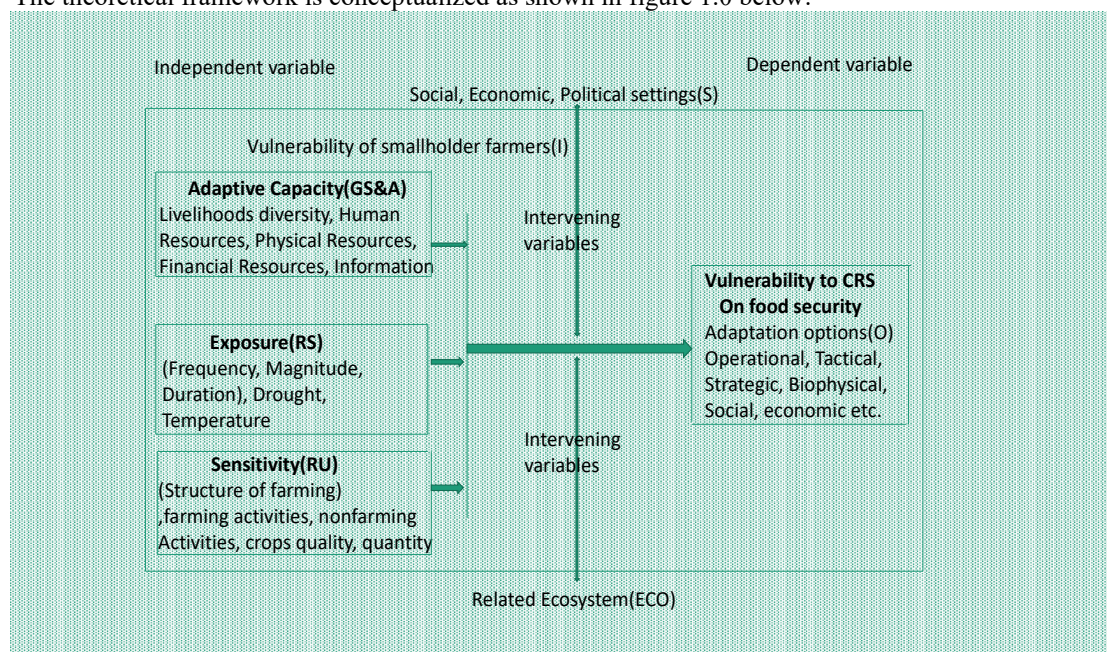 The theoretical framework is conceptualized as shown in figure 1.0 below:
Independent variable
Dependent variable
Social, Economic, Political settings(S)
Vulnerability of smallholder farmers(I)
Adaptive Capacity(GS&A)
Livelihoods diversity, Human
Resources, Physical Resources,
Financial Resources, Information
Intervening
variables
Exposure(RS)
(Frequency, Magnitude,
Duration), Drought,
Temperature
Vulnerability to CRS
On food security
Adaptation options(O)
Operational, Tactical,
Strategic, Biophysical,
Social, economic etc.
Intervening
variables
Sensitivity(RU)
(Structure of farming)
,farming activities, nonfarming
Activities, crops quality, quantity
Related Ecosystem(ECO)